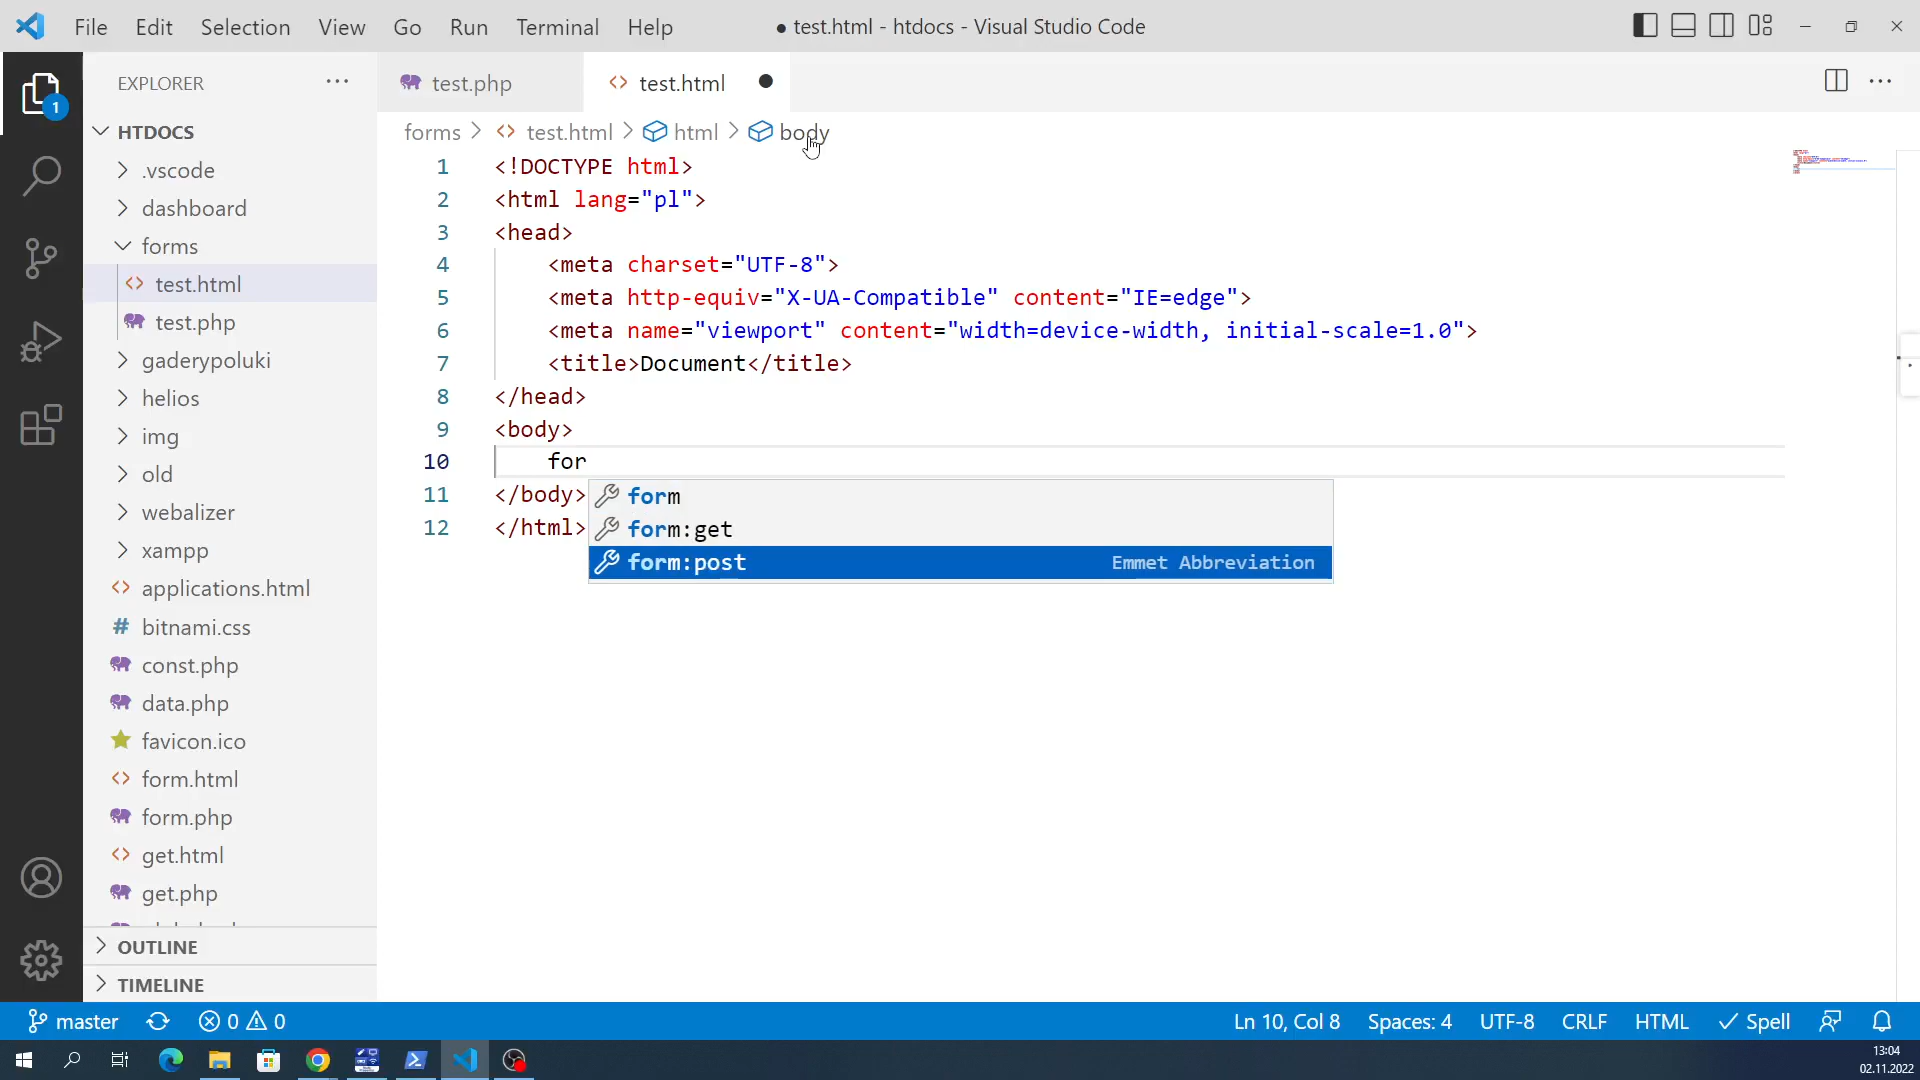 File Edit Selection View Go Run Terminal Help
● test.html - htdocs - Visual Studio Code
EXPLORER
1
HTDOCS
.vscode
dashboard
forms
test.html
test.php
gaderypoluki
helios
img
old
webalizer
xampp
applications.html
bitnami.css
const.php
data.php
favicon.ico
form.html
form.php
get.html
get.php
OUTLINE
TIMELINE
test.php
test.html
forms > test.html > html > body
1 <!DOCTYPE html>
2 <html lang="pl">
3 <head>
4 <meta charset="UTF-8">
5 <meta http-equiv="X-UA-Compatible" content="IE=edge">
6 <meta name="viewport" content="width=device-width, initial-scale=1.0">
7 <title>Document</title>
8 </head>
9 <body>
10 for
11 </body>
12 </html>
form
form:get
form:post Emmet Abbreviation
master 0 0 Ln 10, Col 8 Spaces: 4 UTF-8 CRLF HTML Spell
13:04
02.11.2022